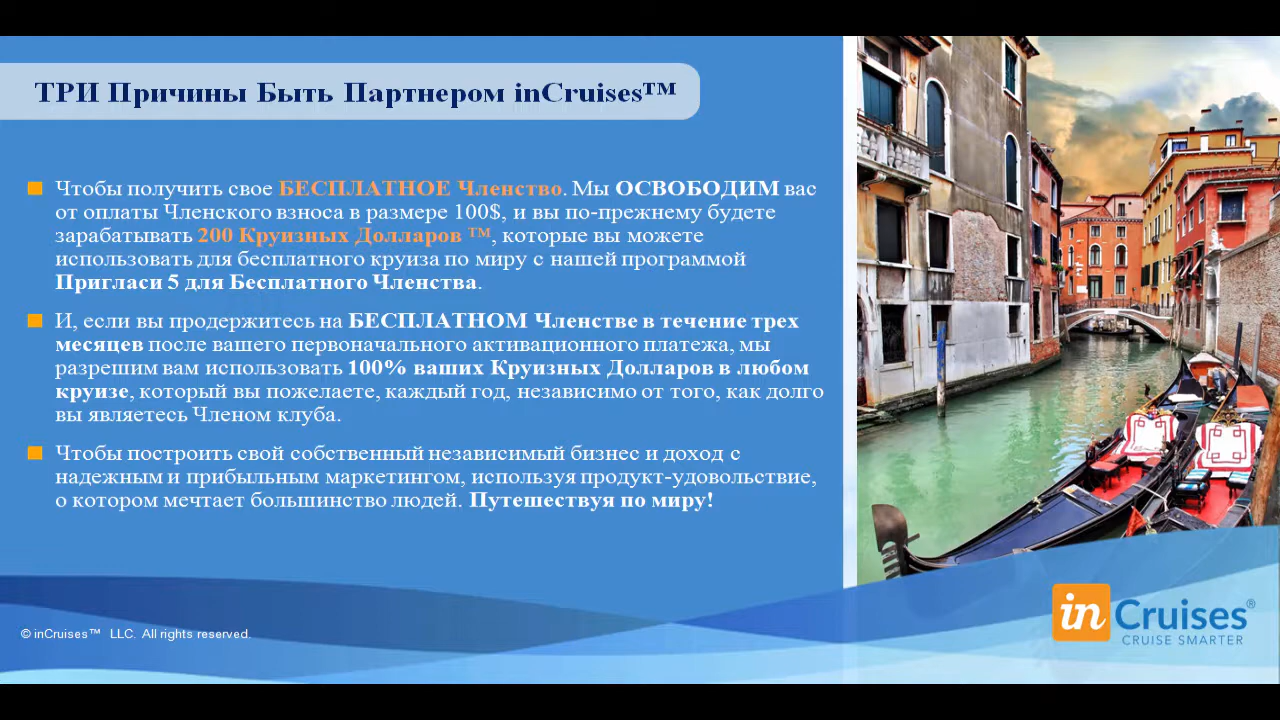 ТРИ Причины Быть Партнером inCruises™
Чтобы получить свое БЕСПЛАТНОЕ Членство. Мы ОСВОБОДИМ вас
от оплаты Членского взноса в размере 100$, и вы по-прежнему будете
зарабатывать 200 Круизных Долларов ™, которые вы можете
использовать для бесплатного круиза по миру с нашей программой
Пригласи 5 для Бесплатного Членства.
И, если вы продержитесь на БЕСПЛАТНОМ Членстве в течение трех
месяцев после вашего первоначального активационного платежа, мы
разрешим вам использовать 100% ваших Круизных Долларов в любом
круизе, который вы пожелаете, каждый год, независимо от того, как долго
вы являетесь Членом клуба.
Чтобы построить свой собственный независимый бизнес и доход с
надежным и прибыльным маркетингом, используя продукт-удовольствие,
о котором мечтает большинство людей. Путешествуя по миру!
© inCruises™ LLC. All rights reserved.
in Cruises®
CRUISE SMARTER